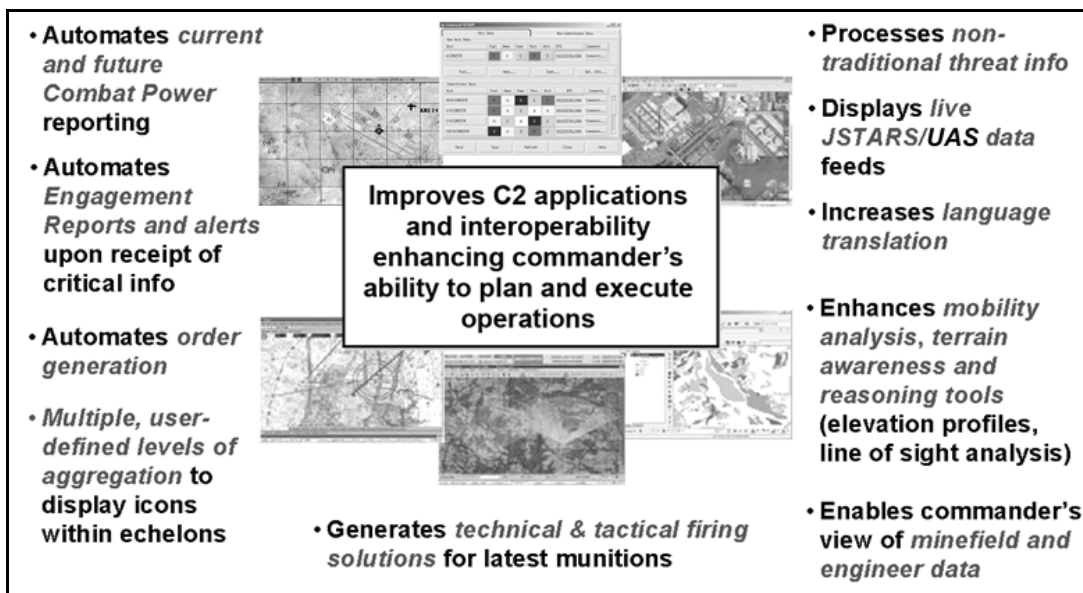 • Automates current
and future
Combat Power
reporting
• Automates
Engagement
Reports and alerts
upon receipt of
critical info
• Automates order
generation
• Multiple, user-
defined levels of
aggregation to
display icons
within echelons
Improves C2 applications
and interoperability
enhancing commander's
ability to plan and execute
operations
• Generates technical & tactical firing
solutions for latest munitions
• Processes non-
traditional threat info
• Displays live
JSTARS/UAS data
feeds
• Increases language
translation
• Enhances mobility
analysis, terrain
awareness and
reasoning tools
(elevation profiles,
line of sight analysis)
• Enables commander's
view of minefield and
engineer data